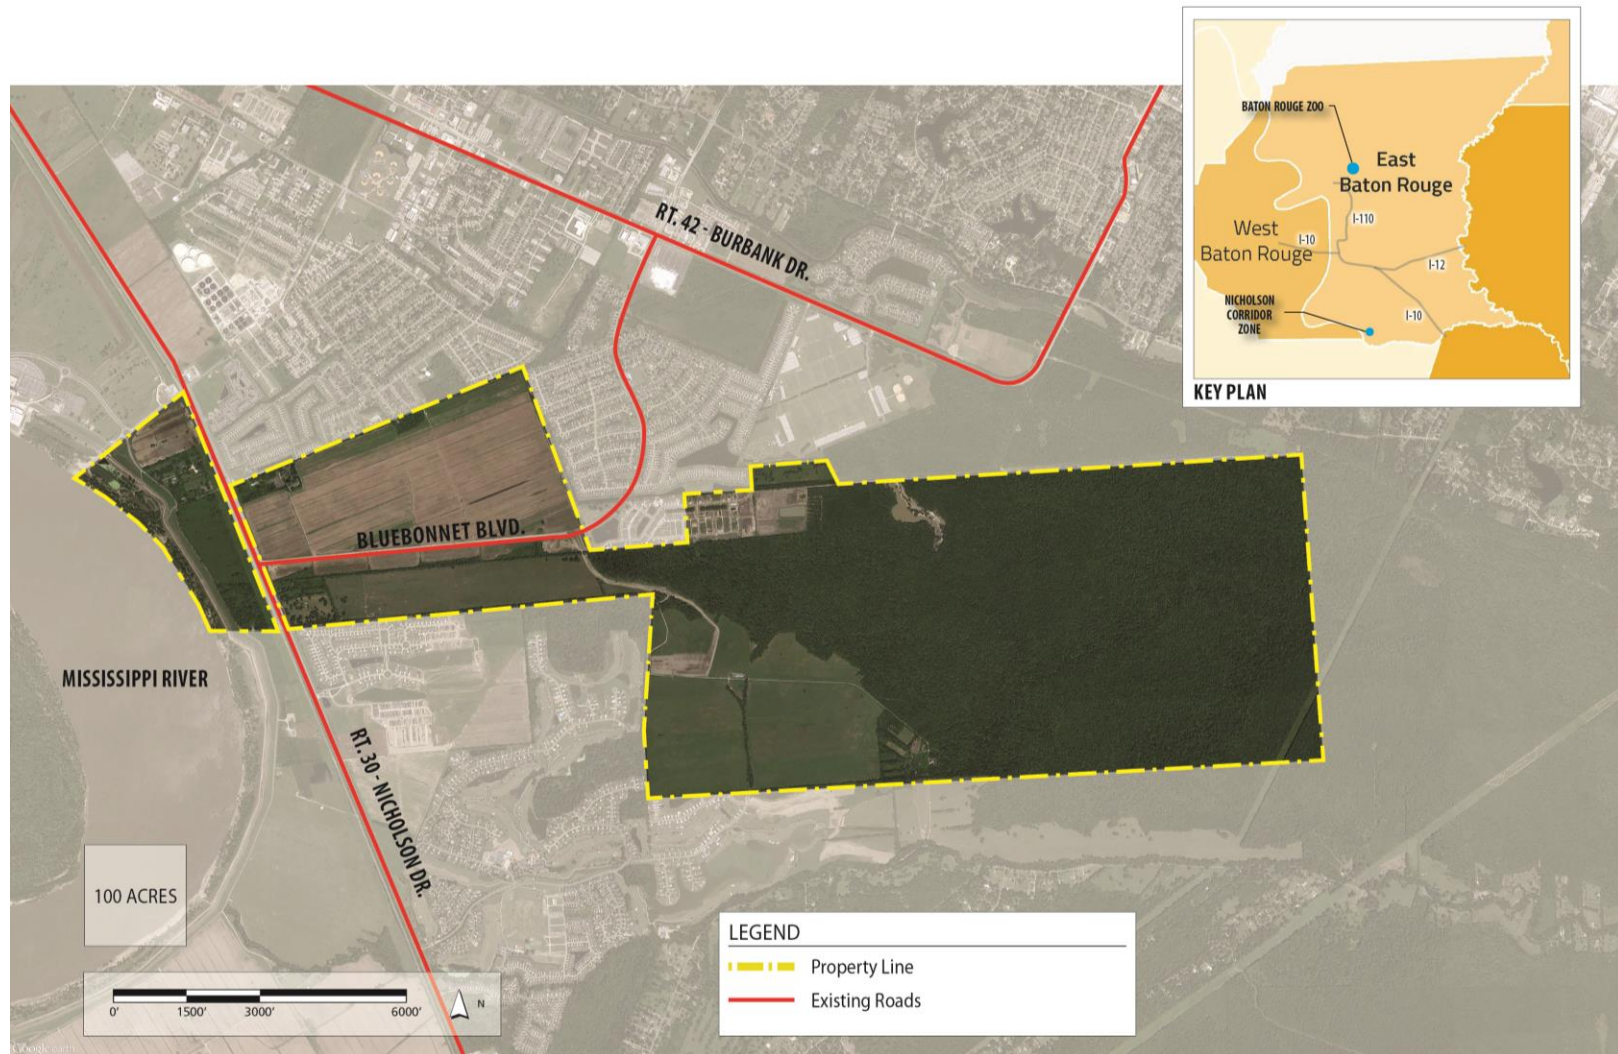 BATON ROUGE ZOO
East
Baton Rouge
I-110
West
Baton Rouge
I-10
I-12
NICHOLSON
CORRIDOR
ZONE
I-10
KEY PLAN
RT. 42 - BURBANK DR.
BLUEBONNET BLVD.
MISSISSIPPI RIVER
RT. 30 - NICHOLSON DR.
100 ACRES
LEGEND
Property Line
Existing Roads
0' 1500' 3000' 6000'
N
Google earth